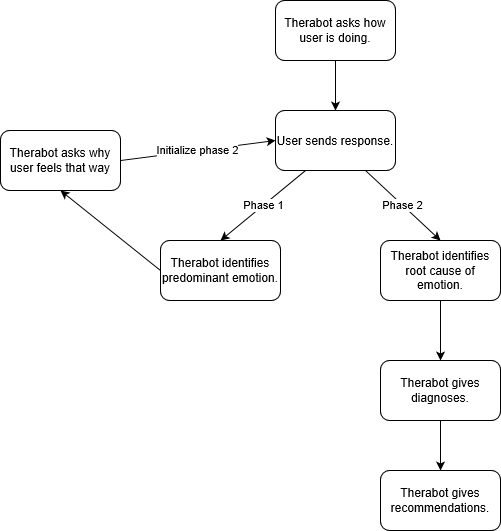 Therabot asks how
user is doing.
User sends response.
Therabot asks why
user feels that way
Initialize phase 2
Phase 1
Phase 2
Therabot identifies
predominant emotion.
Therabot identifies
root cause of
emotion.
Therabot gives
diagnoses.
Therabot gives
recommendations.